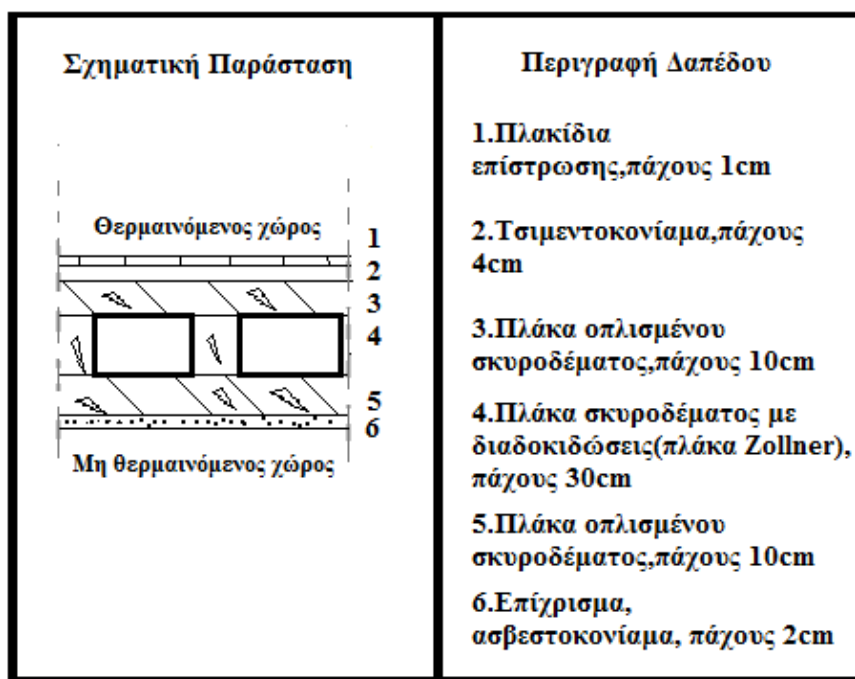 Σχηματική Παράσταση
Θερμαινόμενος χώρος
1
2
3
4
5
6
Μη θερμαινόμενος χώρος
Περιγραφή Δαπέδου
1.Πλακίδια
επίστρωσης,πάχους 1cm
2.Τσιμεντοκονίαμα,πάχους
4cm
3.Πλάκα οπλισμένου
σκυροδέματος,πάχους 10cm
4.Πλάκα σκυροδέματος με
διαδοκιδώσεις(πλάκα Zollner),
πάχους 30cm
5.Πλάκα οπλισμένου
σκυροδέματος,πάχους 10cm
6.Επίχρισμα,
ασβεστοκονίαμα, πάχους 2cm